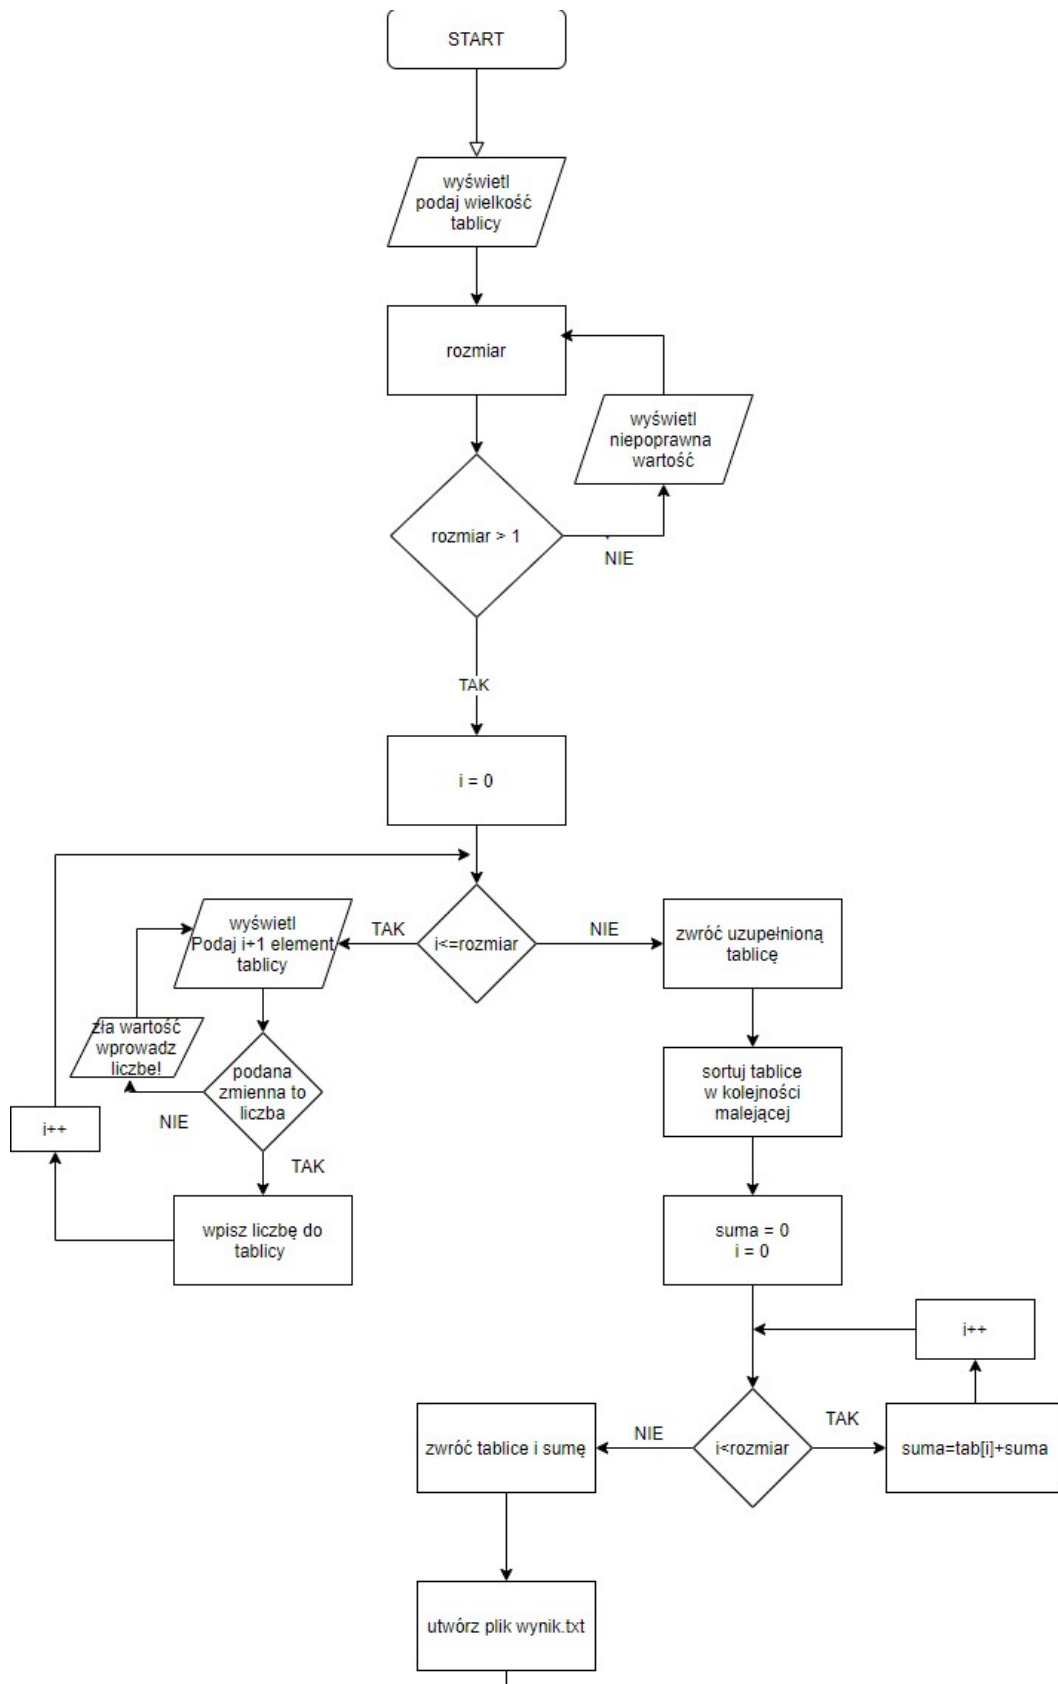 START
wyświetl
podaj wielkość
tablicy
rozmiar
wyświetl
niepoprawna
wartość
rozmiar > 1
NIE
TAK
i = 0
wyświetl
Podaj i+1 element
tablicy
TAK
i<=rozmiar
NIE
zwróć uzupełnioną
tablicę
zła wartość
wprowadz
liczbe!
podana
zmienna to
liczba
NIE
TAK
i++
wpisz liczbę do
tablicy
sortuj tablice
w kolejności
malejącej
suma = 0
i = 0
i++
i<rozmiar
TAK
suma=tab[i]+suma
NIE
zwróć tablice i sumę
utwórz plik wynik.txt